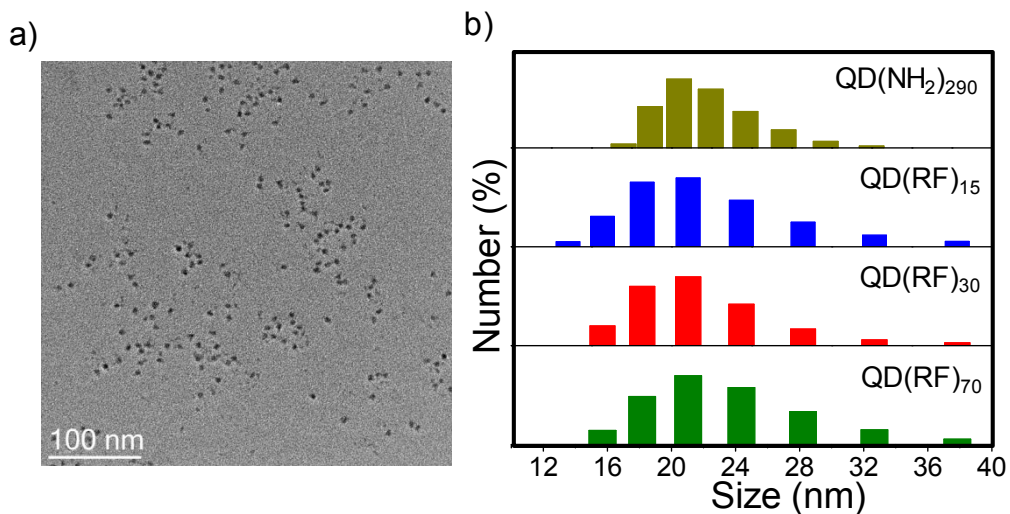 a)
100 nm
b)
QD(NH₂)₂₉₀
QD(RF)₁₅
QD(RF)₃₀
QD(RF)₇₀
Number (%)
12 16 20 24 28 32 36 40
Size (nm)